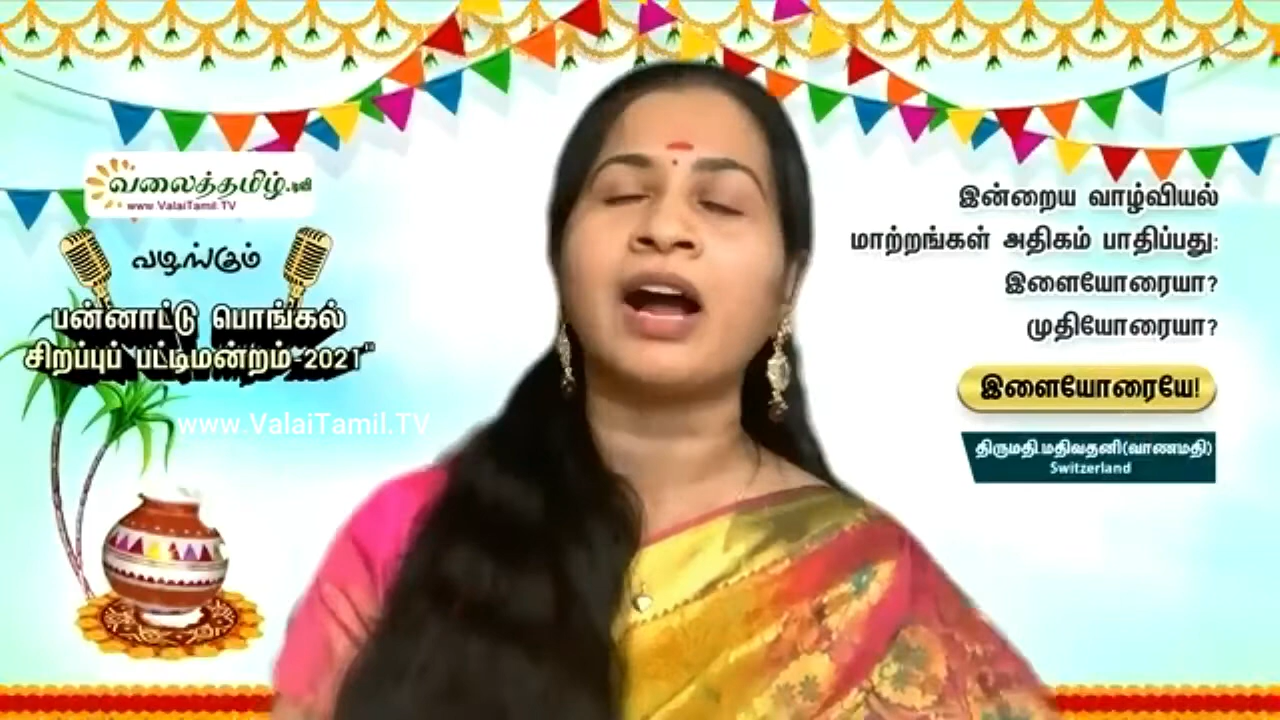 வலைத்தமிழ்.டிவி
www.ValaiTamil.TV
வழங்கும்
பன்னாட்டு பொங்கல்
சிறப்புப் பட்டிமன்றம்-2021"
www.ValaiTamil.TV
இன்றைய வாழ்வியல்
மாற்றங்கள் அதிகம் பாதிப்பது:
இளையோரையா?
முதியோரையா?
இளையோரையே!
திருமதி.மதிவதனி(வாணமதி)
Switzerland